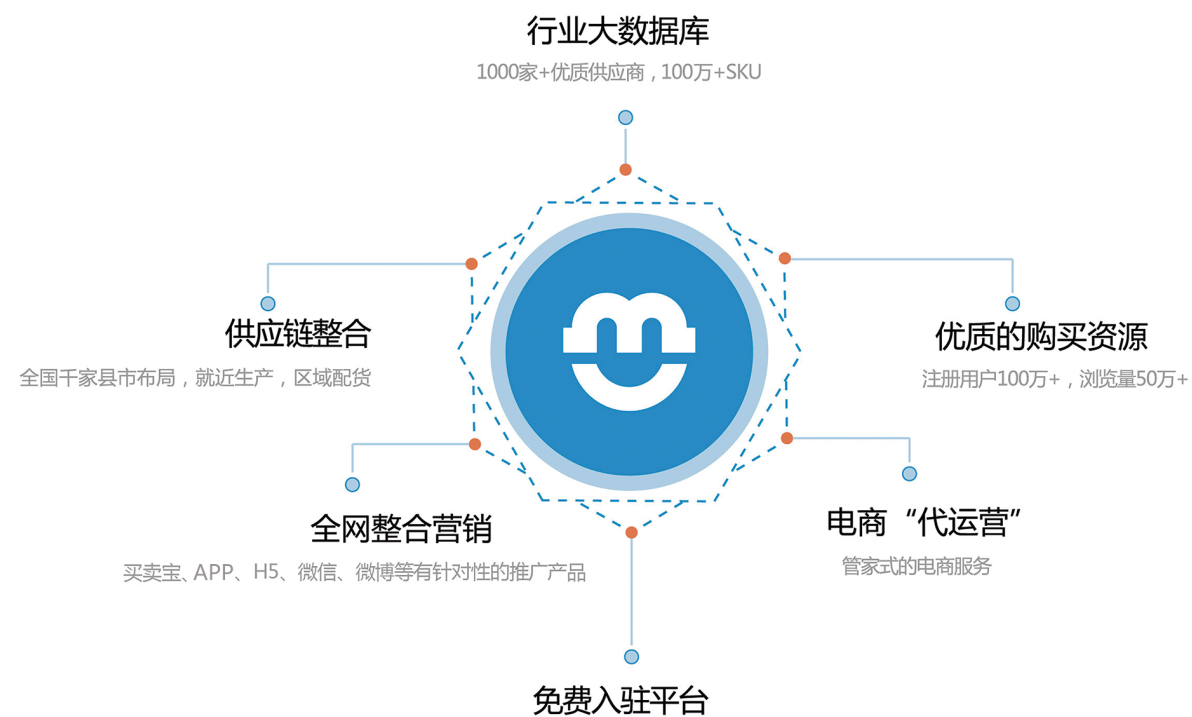 行业大数据库
1000家+优质供应商，100万+SKU
供应链整合
全国千家县市布局，就近生产，区域配货
优质的购买资源
注册用户100万+，浏览量50万+
全网整合营销
买卖宝、APP、H5、微信、微博等有针对性的推广产品
电商“代运营”
管家式的电商服务
免费入驻平台